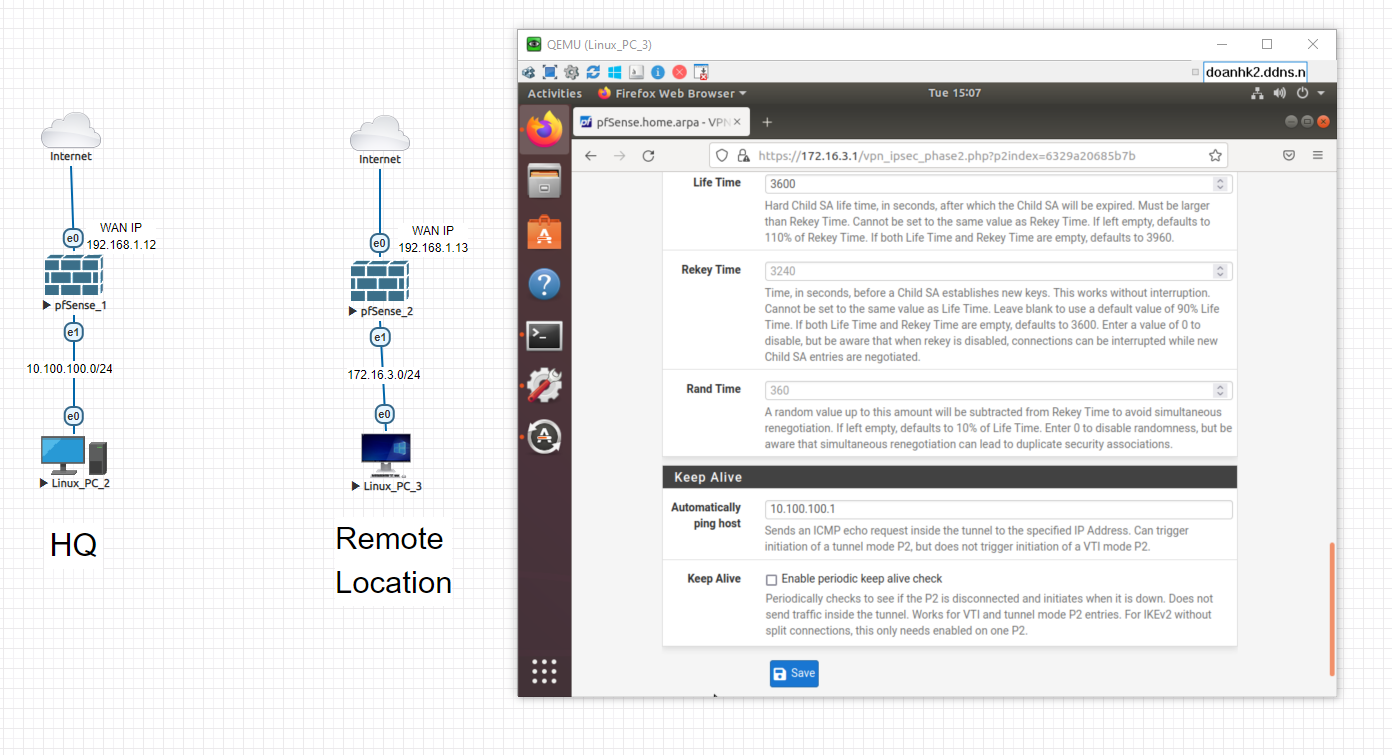 Internet
WAN IP
192.168.1.12
e0
pfSense_1
e1
10.100.100.0/24
e0
Linux_PC_2
HQ
Internet
WAN IP
192.168.1.13
e0
pfSense_2
e1
172.16.3.0/24
e0
Linux_PC_3
Remote
Location
QEMU (Linux_PC_3)
doanhk2.ddns.n
Activities
Firefox Web Browser
Tue 15:07
pfSense.home.arpa - VPN
https://172.16.3.1/vpn_ipsec_phase2.php?p2index=6329a20685b7b
Life Time
3600
Hard Child SA life time, in seconds, after which the Child SA will be expired. Must be larger
than Rekey Time. Cannot be set to the same value as Rekey Time. If left empty, defaults to
110% of Rekey Time. If both Life Time and Rekey Time are empty, defaults to 3960.
Rekey Time
3240
Time, in seconds, before a Child SA establishes new keys. This works without interruption.
Cannot be set to the same value as Life Time. Leave blank to use a default value of 90% Life
Time. If both Life Time and Rekey Time are empty, defaults to 3600. Enter a value of 0 to
disable, but be aware that when rekey is disabled, connections can be interrupted while new
Child SA entries are negotiated.
Rand Time
360
A random value up to this amount will be subtracted from Rekey Time to avoid simultaneous
renegotiation. If left empty, defaults to 10% of Life Time. Enter 0 to disable randomness, but be
aware that simultaneous renegotiation can lead to duplicate security associations.
Keep Alive
Automatically
ping host
10.100.100.1
Sends an ICMP echo request inside the tunnel to the specified IP Address. Can trigger
initiation of a tunnel mode P2, but does not trigger initiation of a VTI mode P2.
Keep Alive
Enable periodic keep alive check
Periodically checks to see if the P2 is disconnected and initiates when it is down. Does not
send traffic inside the tunnel. Works for VTI and tunnel mode P2 entries. For IKEv2 without
split connections, this only needs enabled on one P2.
Save